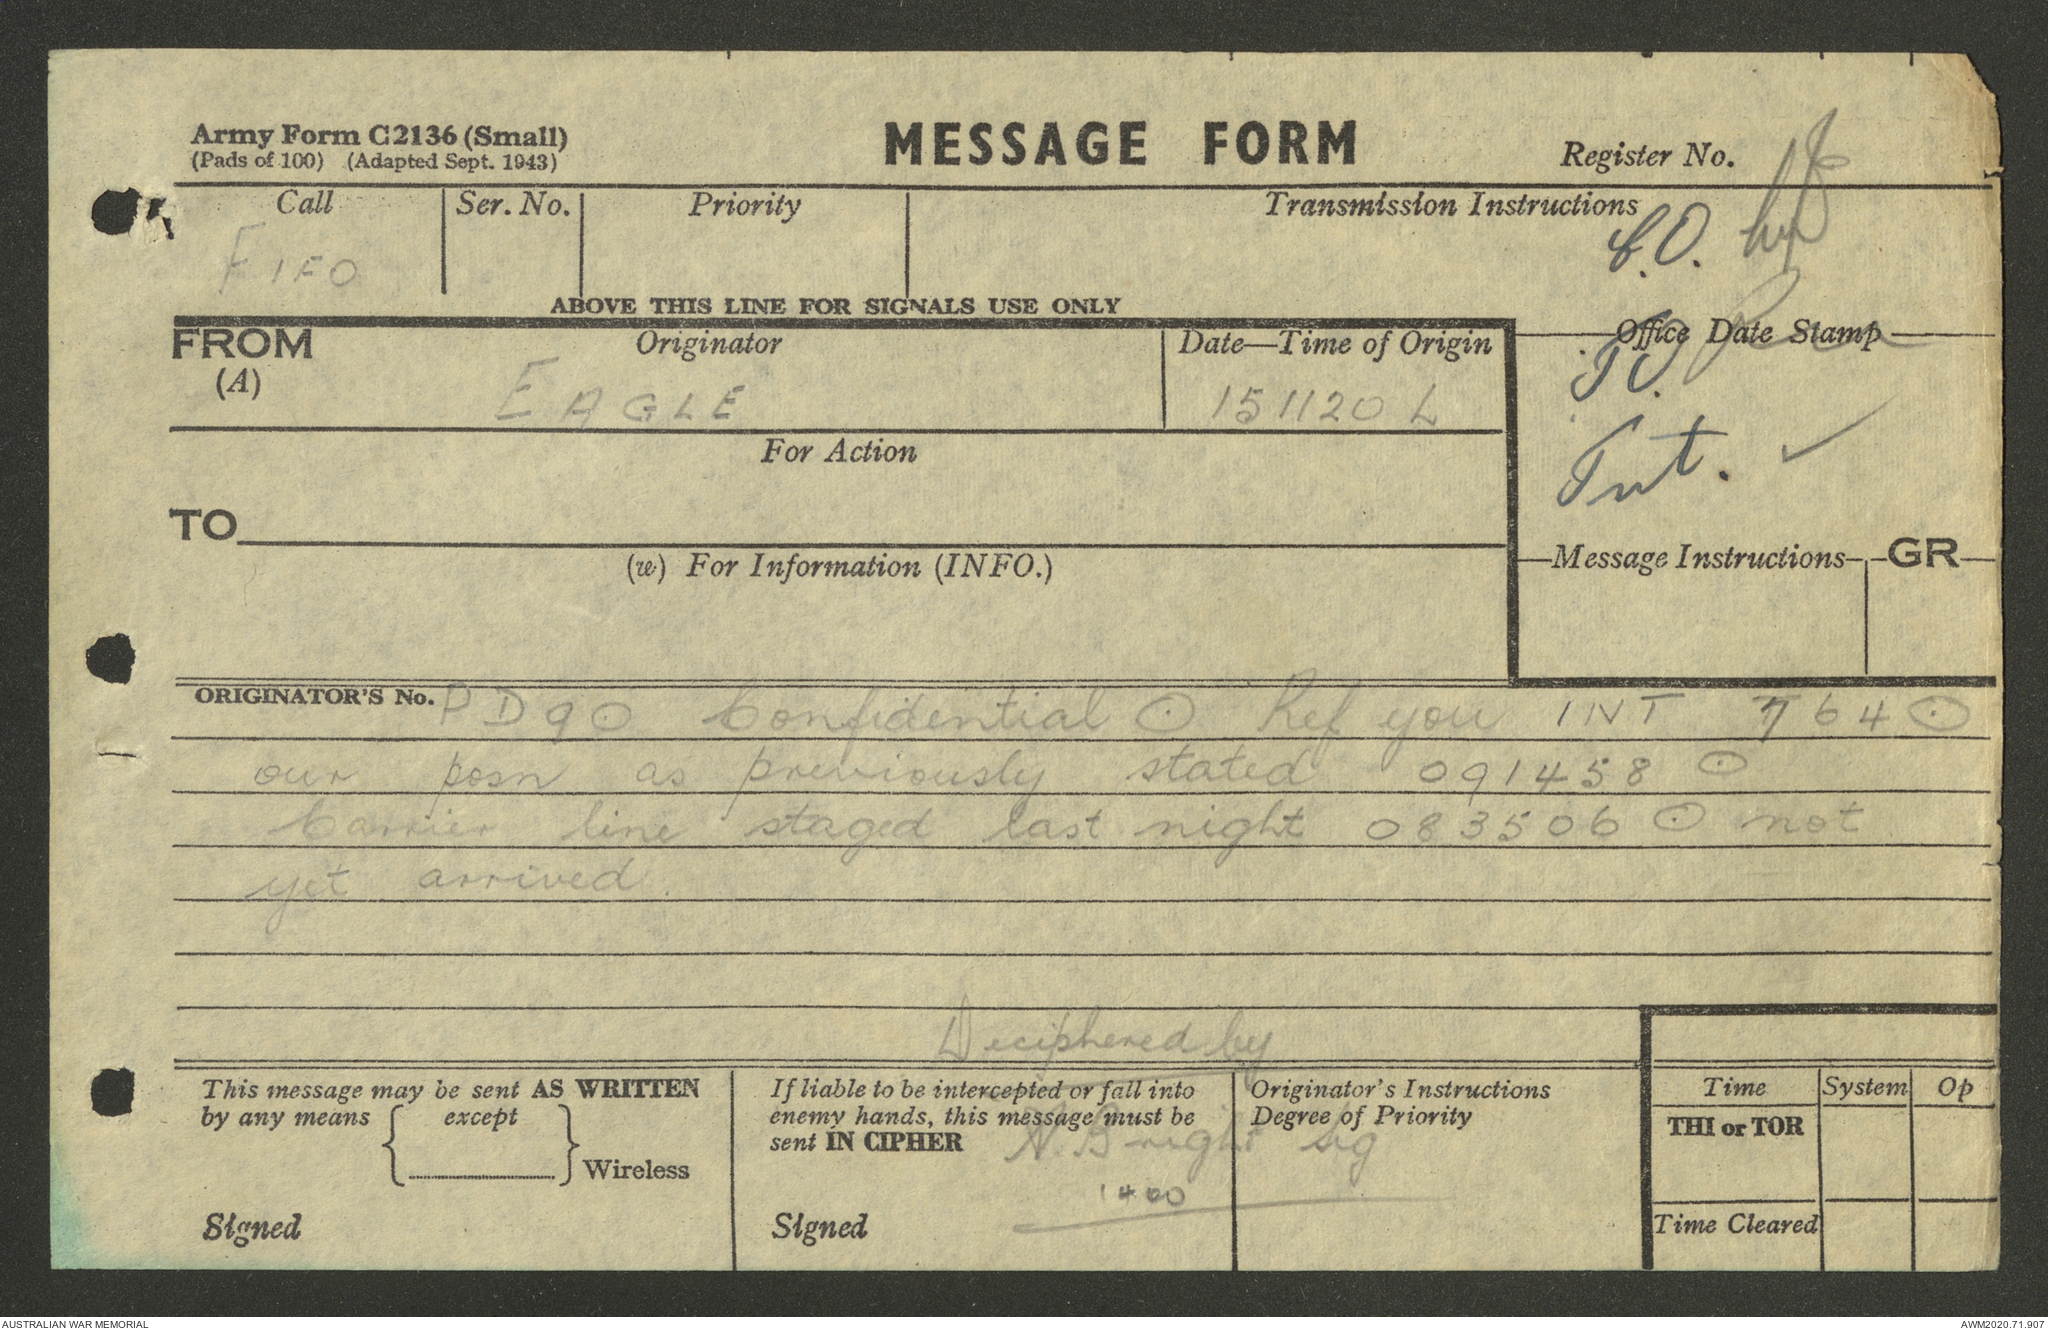 Army Form C2136 (Small)
(Pads of 100) (Adapted Sept. 1943)
MESSAGE FORM
Register No.
Call
Ser. No.
Priority
Transmission Instructions
FIFO
C.O.
ABOVE THIS LINE FOR SIGNALS USE ONLY
FROM
(A)
Originator
Date—Time of Origin
Office Date Stamp
EAGLE
151120 L
IO.
For Action
Int. ✓
TO
(w) For Information (INFO.)
Message Instructions
GR
ORIGINATOR'S No. PD90 Confidential ⊙ Ref you INT 764 ⊙
our posn as previously stated 091458 ⊙
Carrier line staged last night 083506 ⊙ not
yet arrived.
Deciphered by
This message may be sent AS WRITTEN
by any means { except } Wireless
Signed
If liable to be intercepted or fall into
enemy hands, this message must be
sent IN CIPHER
N. Bright Sig
1400
Signed
Originator's Instructions
Degree of Priority
Time
System
Op
THI or TOR
Time Cleared
AUSTRALIAN WAR MEMORIAL
AWM2020.71.907